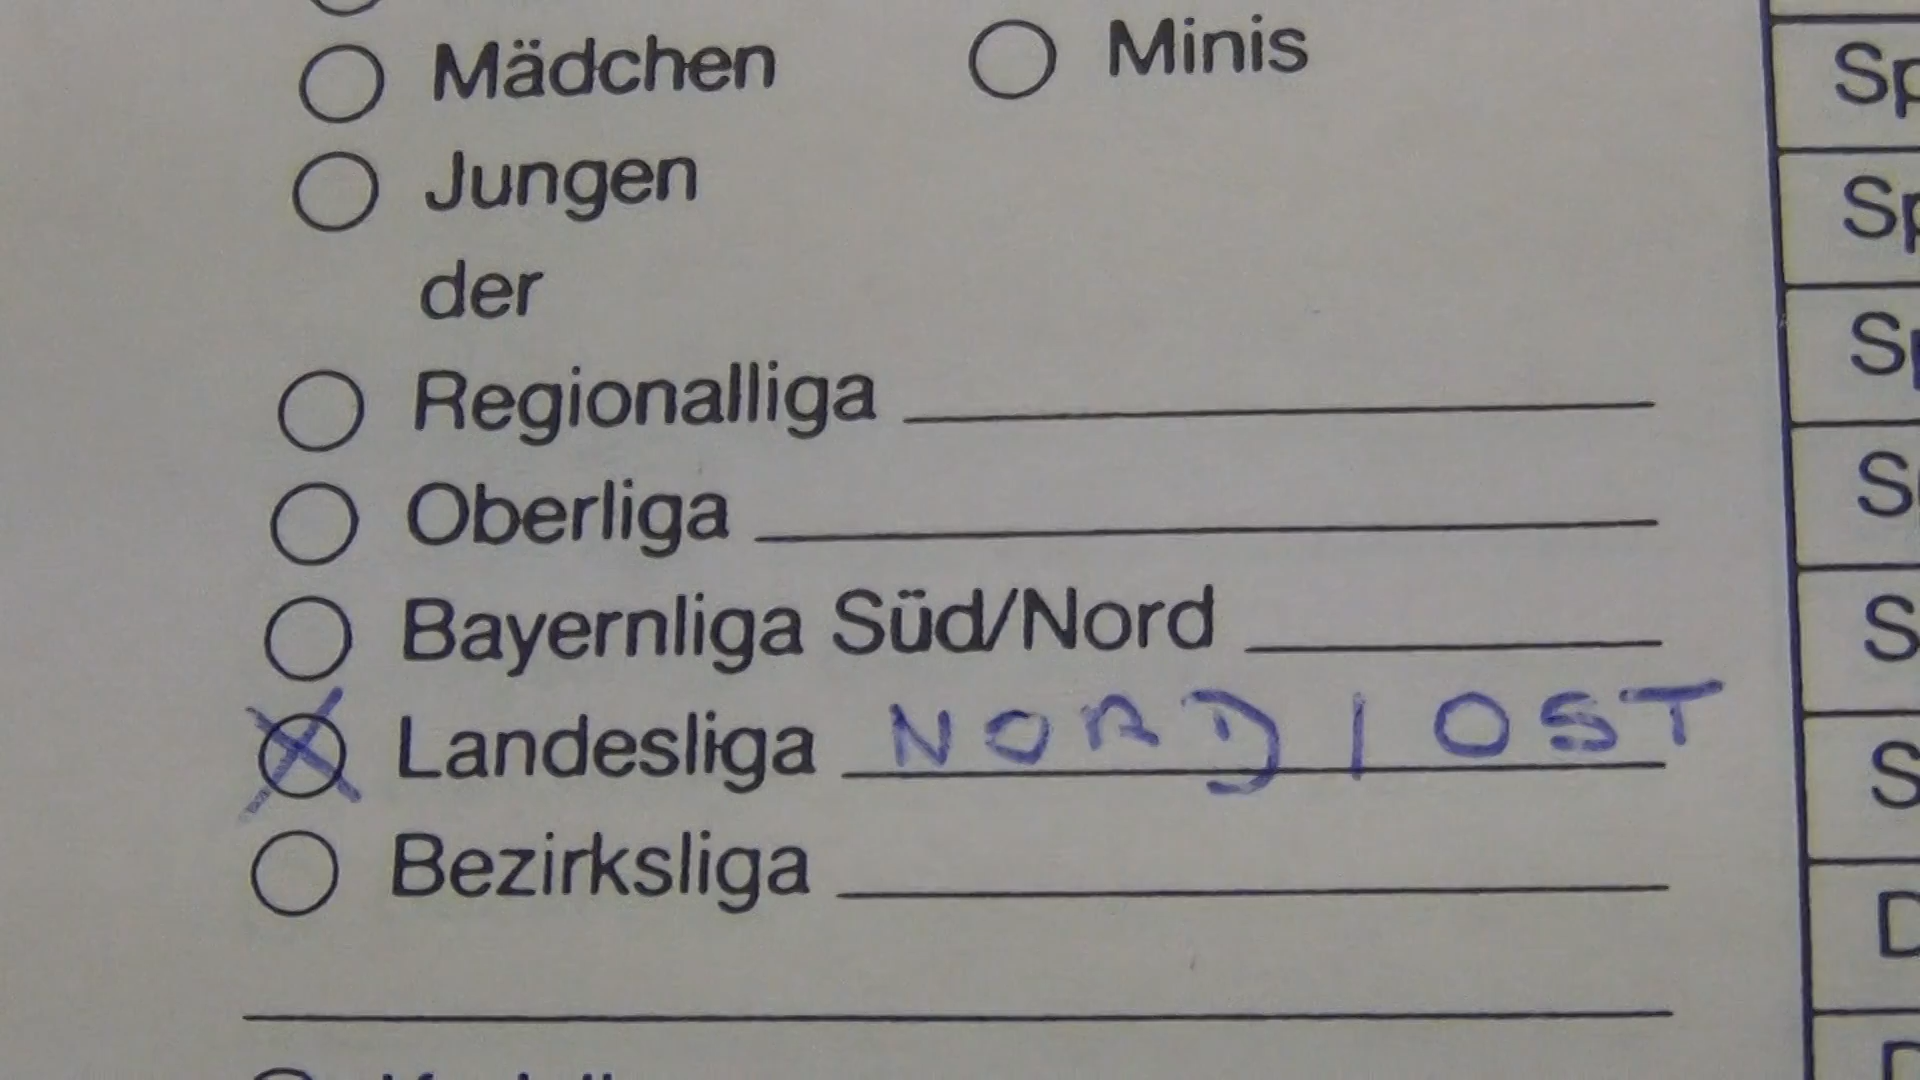 Mädchen
Minis
Jungen
der
Regionalliga
Oberliga
Bayernliga Süd/Nord
Landesliga NORD / OST
Bezirksliga